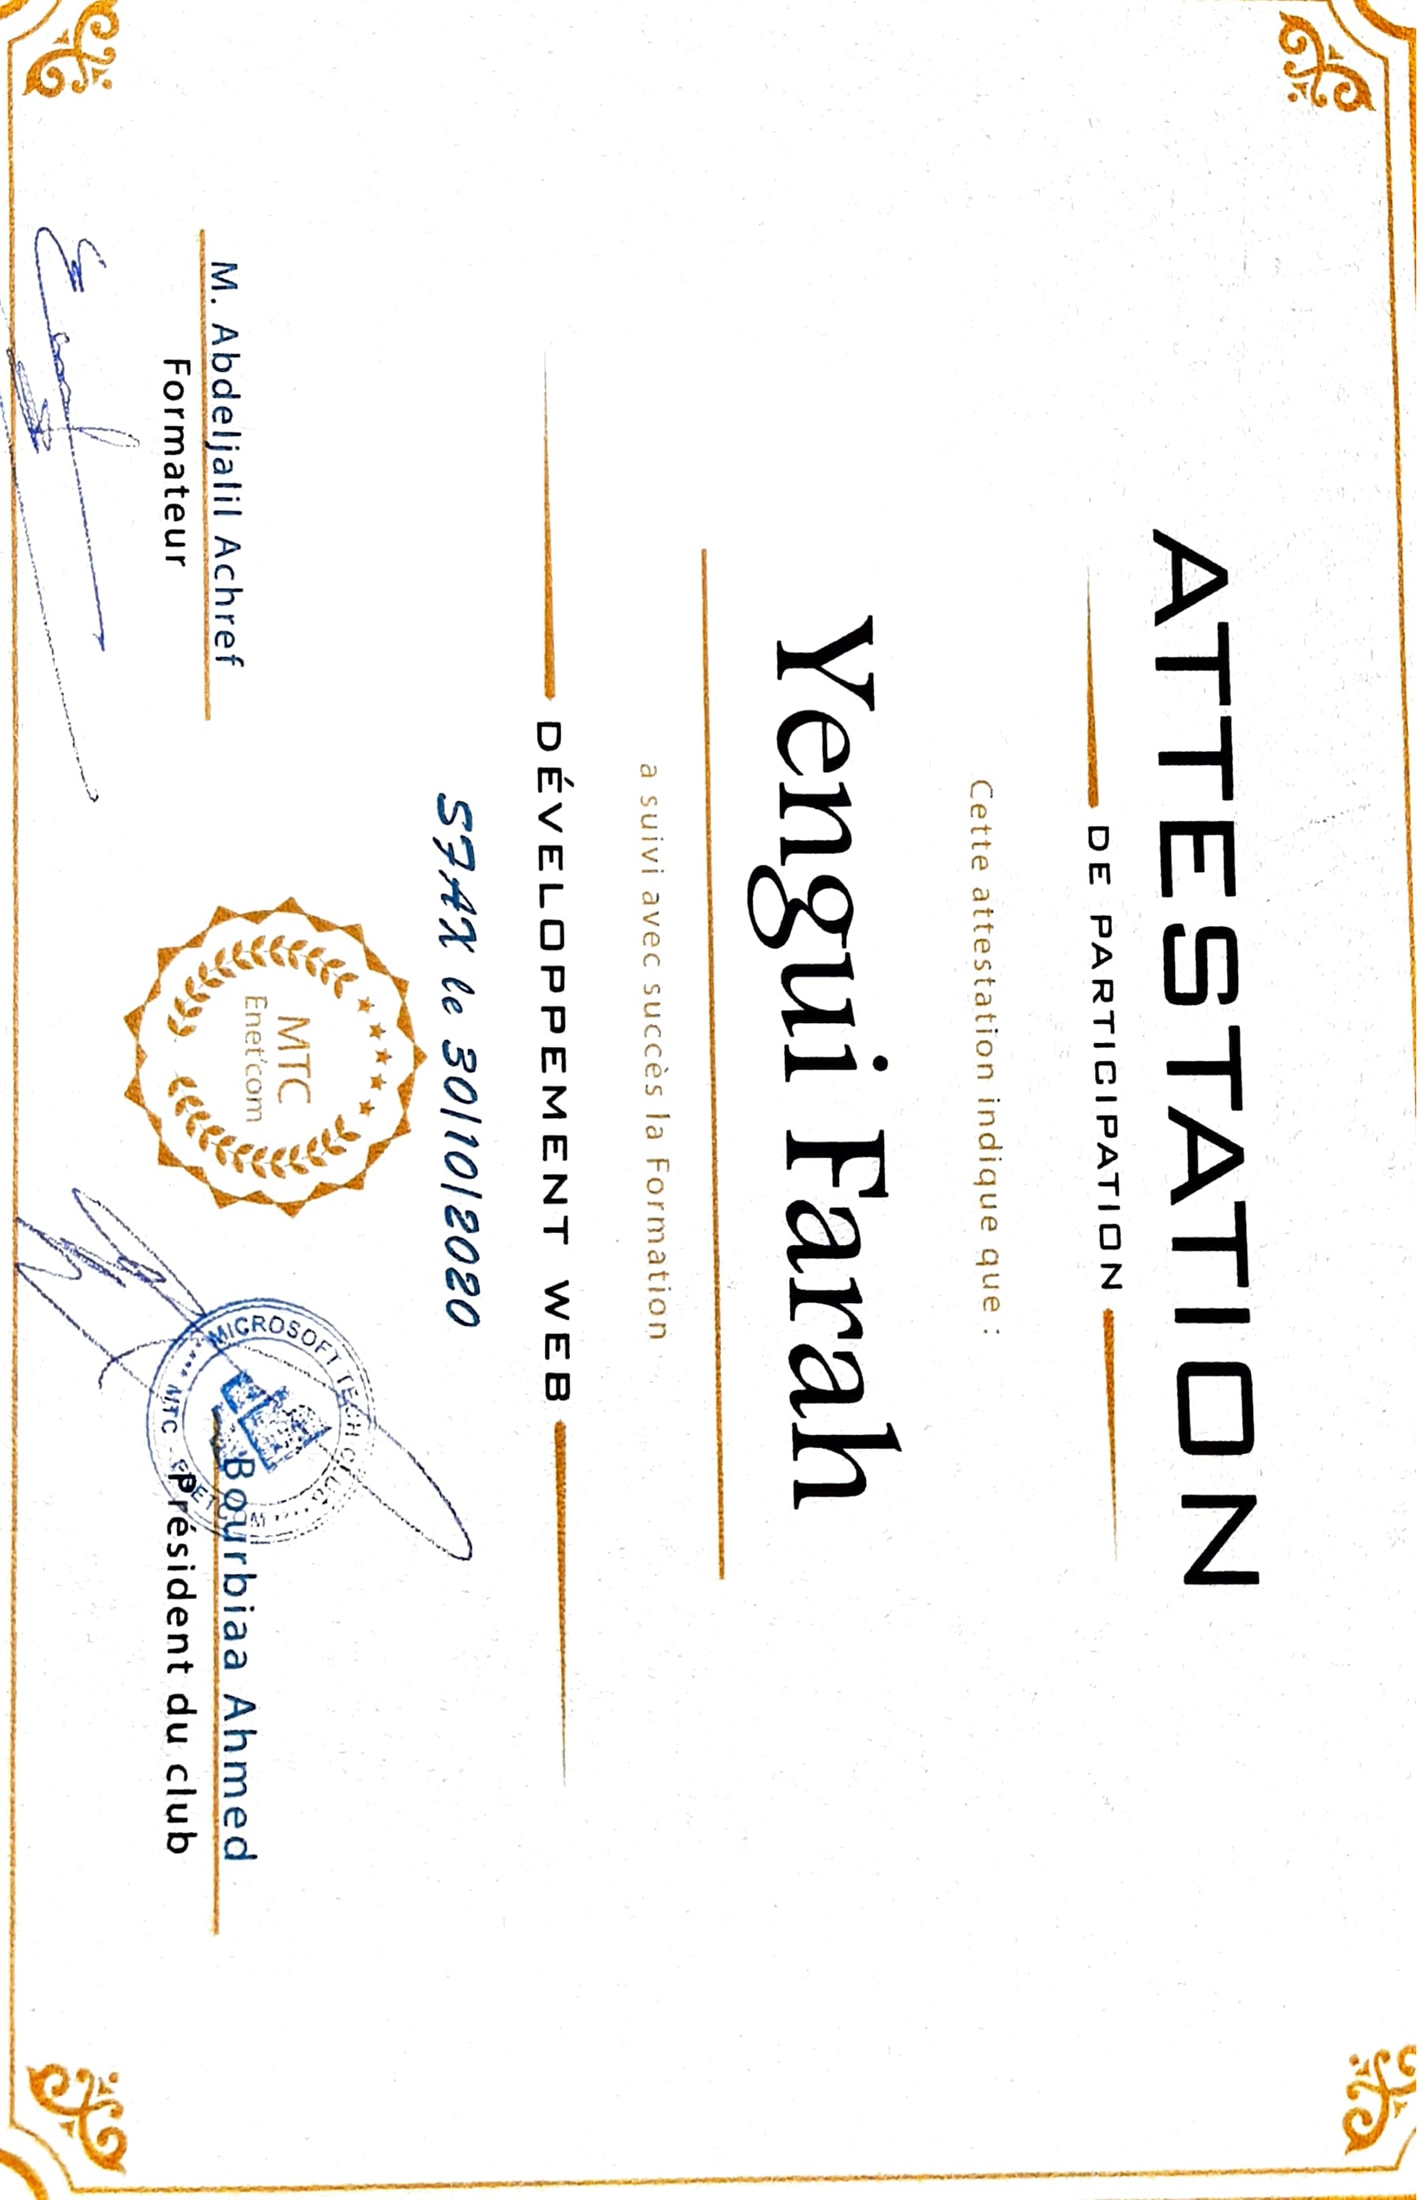 ATTESTATION
DE PARTICIPATION
Cette attestation indique que :
Yengui Farah
a suivi avec succès la Formation
DÉVELOPPEMENT WEB
SFAX le 30/10/2020
MTC
Enet'com
MICROSOFT TECH CLUB
MTC
M. Abdeljalil Achref
Formateur
Bourbiaa Ahmed
Président du club